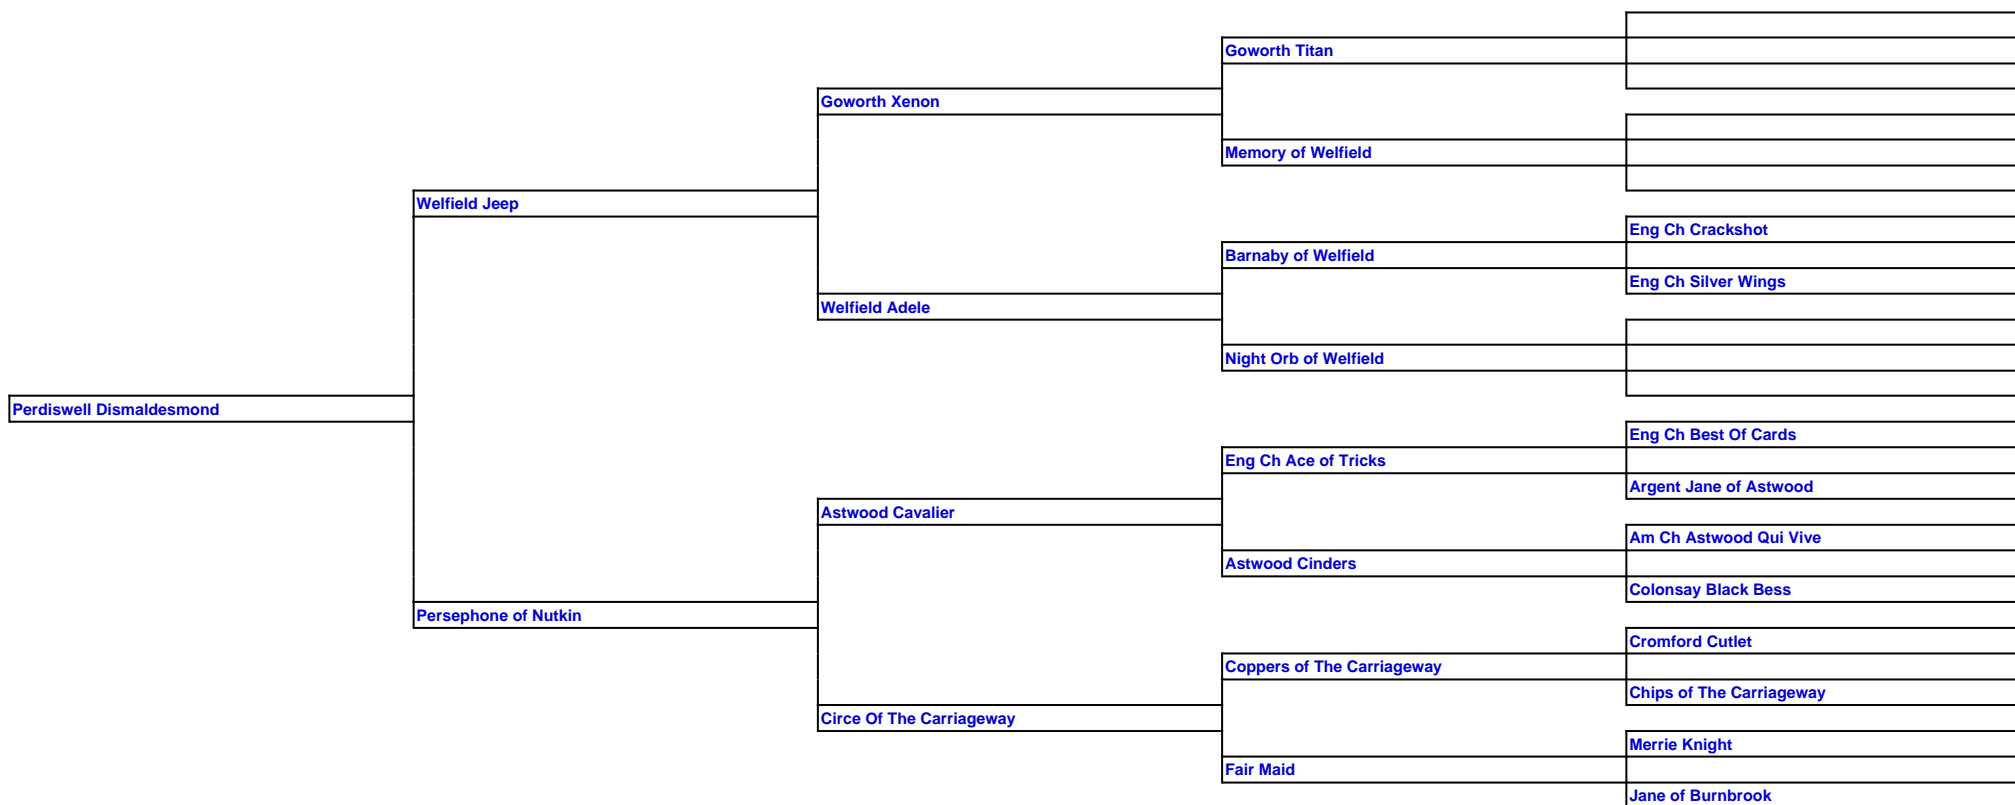 Goworth Titan
Goworth Xenon
Memory of Welfield
Welfield Jeep
Eng Ch Crackshot
Barnaby of Welfield
Eng Ch Silver Wings
Welfield Adele
Night Orb of Welfield
Perdiswell Dismaldesmond
Eng Ch Best Of Cards
Eng Ch Ace of Tricks
Argent Jane of Astwood
Astwood Cavalier
Am Ch Astwood Qui Vive
Astwood Cinders
Colonsay Black Bess
Persephone of Nutkin
Cromford Cutlet
Coppers of The Carriageway
Chips of The Carriageway
Circe Of The Carriageway
Merrie Knight
Fair Maid
Jane of Burnbrook